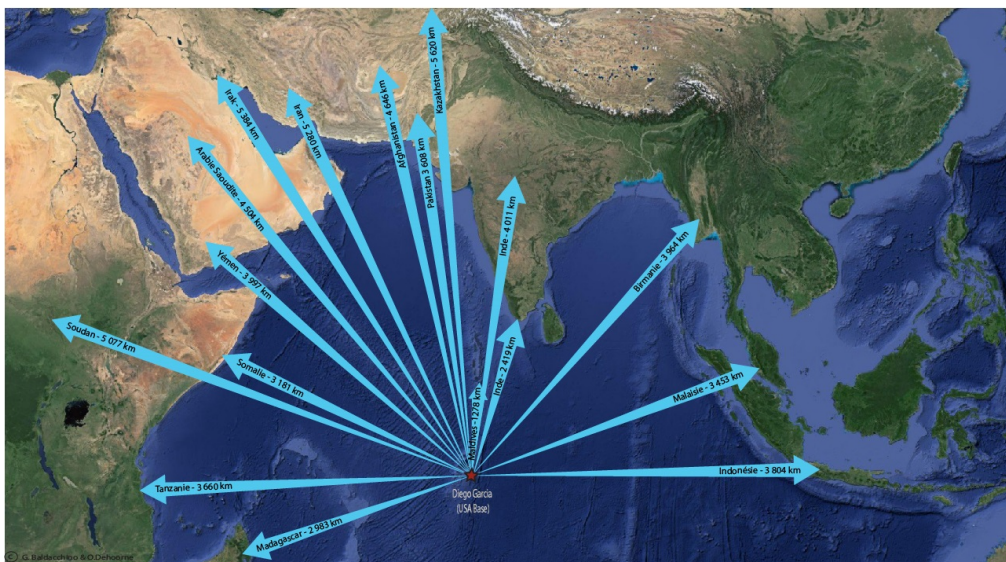 Kazakhstan - 5 620 km
Afghanistan - 4 646 km
Pakistan 3 608 km
Irak - 5 384 km
Iran - 5 280 km
Arabie Saoudite - 4 504 km
Yémen - 3 997 km
Inde - 4 011 km
Birmanie - 3 964 km
Soudan - 5 077 km
Somalie - 3 181 km
Inde - 2 419 km
Maldives - 1278 km
Malaisie - 3 453 km
Indonésie - 3 804 km
Tanzanie - 3 660 km
Madagascar - 2 983 km
Diego Garcia
(USA Base)
© G. Baldacchino & D.Dehoorne